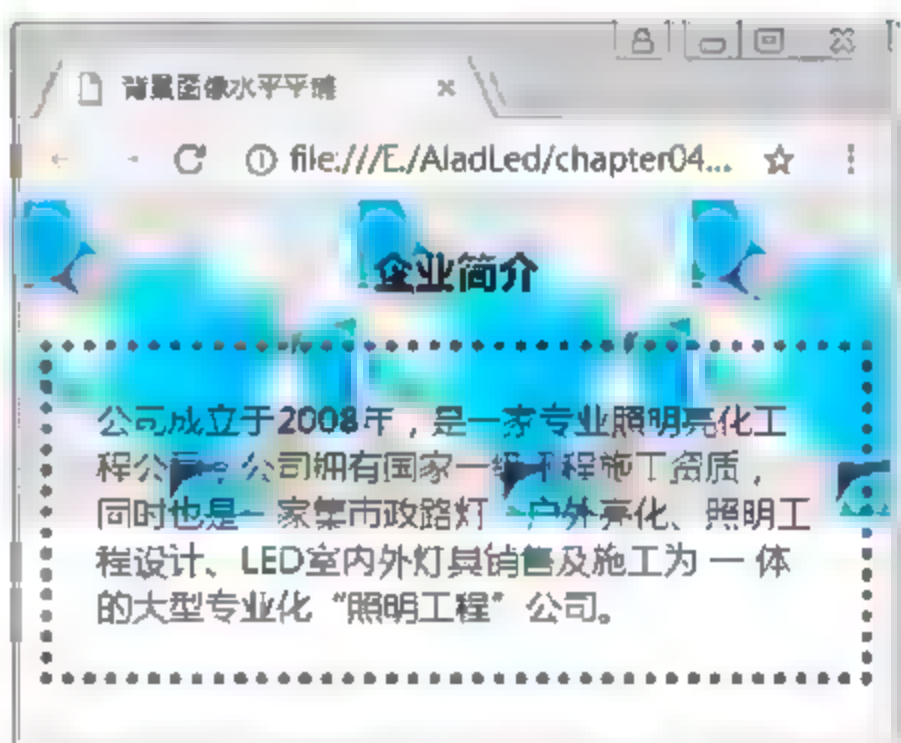 背景图像水平平铺
file:///E:/AladLed/chapter04...
企业简介
公司成立于2008年，是一家专业照明亮化工
程公司。公司拥有国家一级工程施工资质，
同时也是一家集市政路灯、户外亮化、照明工
程设计、LED室内外灯具销售及施工为一体
的大型专业化“照明工程”公司。